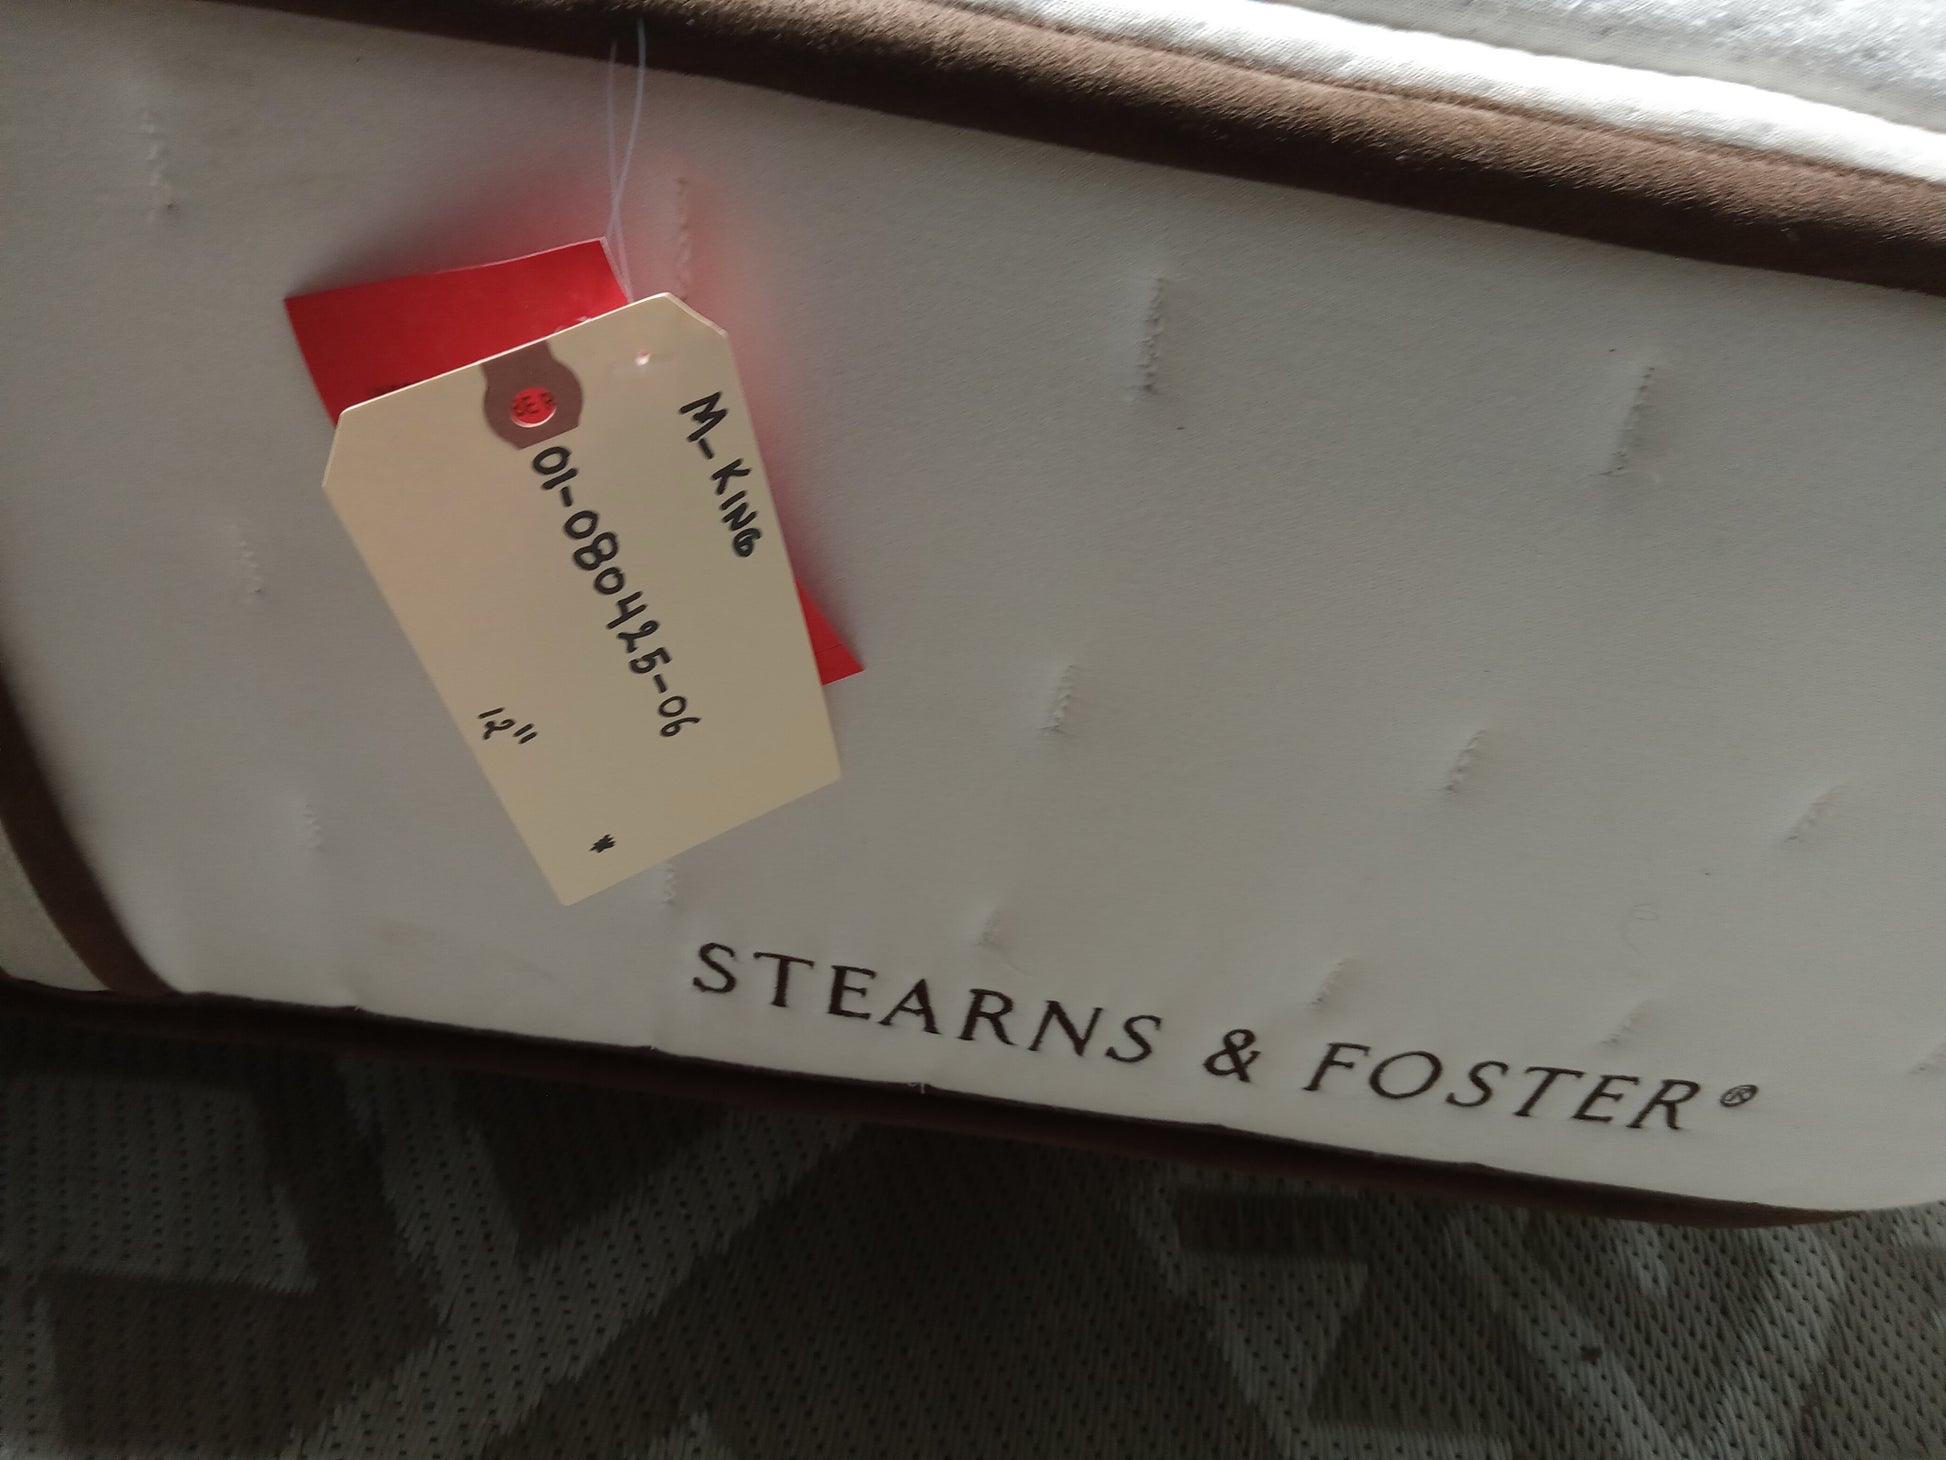 M-KING
01-080425-06
12"
*
STEARNS & FOSTER®